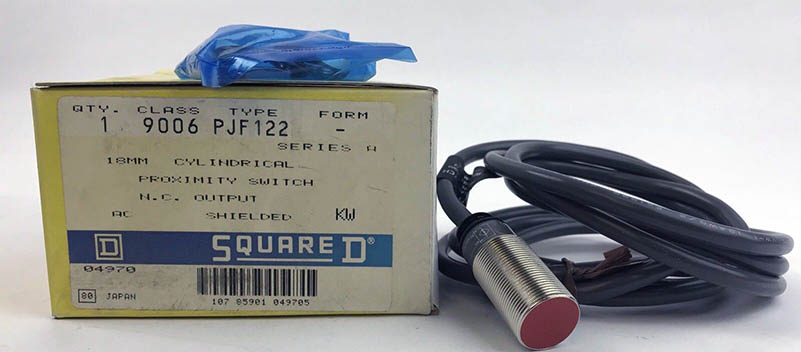 QTY. CLASS TYPE FORM
1 9006 PJF122 -
SERIES A
18MM CYLINDRICAL
PROXIMITY SWITCH
N.C. OUTPUT
AC SHIELDED KW
D SQUARE D®
04970
80 JAPAN
107 85901 049705